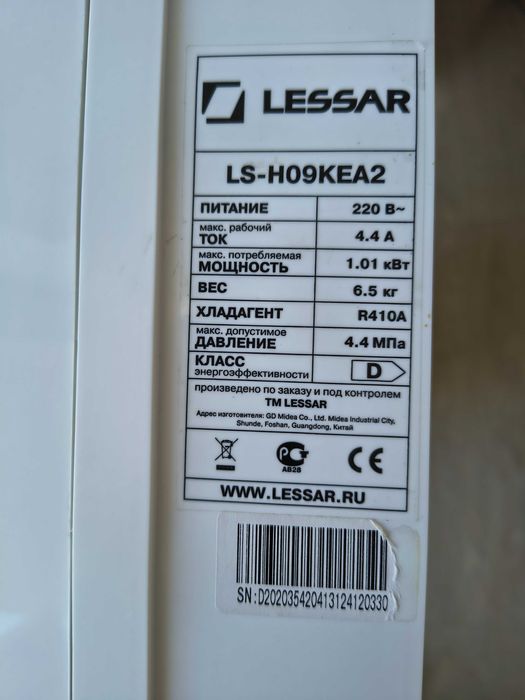 LESSAR
LS-H09KEA2
ПИТАНИЕ 220 В~
макс. рабочий
ТОК 4.4 А
макс. потребляемая
МОЩНОСТЬ 1.01 кВт
ВЕС 6.5 кг
ХЛАДАГЕНТ R410A
макс. допустимое
ДАВЛЕНИЕ 4.4 МПа
КЛАСС
энергоэффективности D
произведено по заказу и под контролем
ТМ LESSAR
Адрес изготовителя: GD Midea Co., Ltd. Midea Industrial City,
Shunde, Foshan, Guangdong, Китай
АВ28
CE
WWW.LESSAR.RU
SN:D202035420413124120330